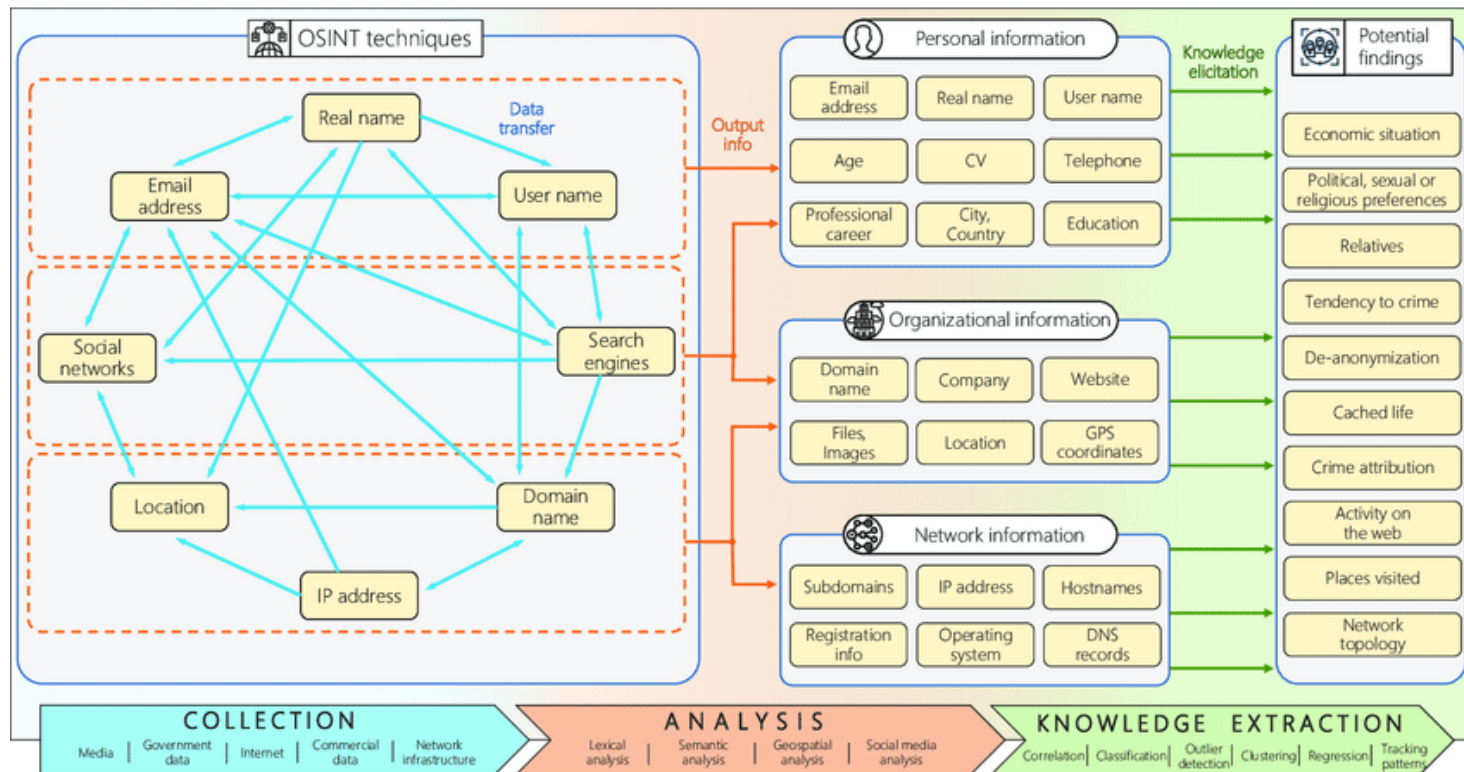 OSINT techniques
Real name
Data
transfer
Email
address
User name
Social
networks
Search
engines
Location
Domain
name
IP address
Output
info
Personal information
Email
address
Real name
User name
Age
CV
Telephone
Professional
career
City,
Country
Education
Organizational information
Domain
name
Company
Website
Files,
Images
Location
GPS
coordinates
Network information
Subdomains
IP address
Hostnames
Registration
info
Operating
system
DNS
records
Knowledge
elicitation
Potential
findings
Economic situation
Political, sexual or
religious preferences
Relatives
Tendency to crime
De-anonymization
Cached life
Crime attribution
Activity on
the web
Places visited
Network
topology
COLLECTION
Media
Government
data
Internet
Commercial
data
Network
infrastructure
ANALYSIS
Lexical
analysis
Semantic
analysis
Geospatial
analysis
Social media
analysis
KNOWLEDGE EXTRACTION
Correlation
Classification
Outlier
detection
Clustering
Regression
Tracking
patterns